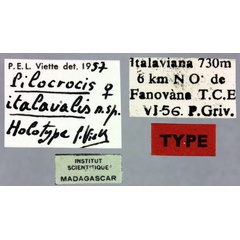 P.E.L. Viette det. 1957
Pilocrocis ♀
italavalis n.sp.
Holotype P. Viette
Italaviana 730m
6 km N O de
Fanovàna T.C.E
VI-56. P.Griv.
TYPE
INSTITUT
SCIENTIFIQUE
MADAGASCAR